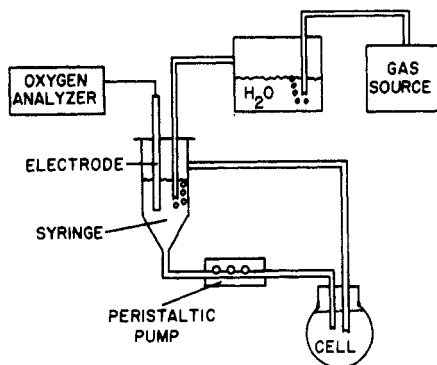 OXYGEN
ANALYZER
H2O
GAS
SOURCE
ELECTRODE
SYRINGE
PERISTALTIC
PUMP
CELL